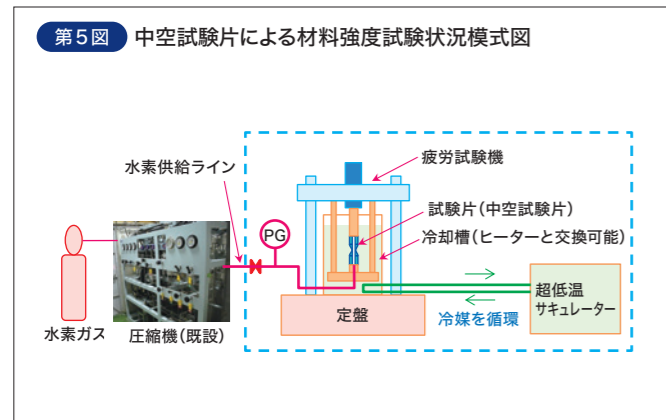 第5図 中空試験片による材料強度試験状況模式図
水素供給ライン
疲労試験機
試験片(中空試験片)
冷却槽(ヒーターと交換可能)
PG
水素ガス
圧縮機(既設)
定盤
冷媒を循環
超低温
サキュレーター